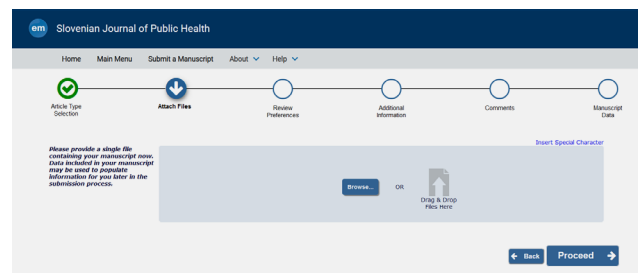 em Slovenian Journal of Public Health
Home Main Menu Submit a Manuscript About Help
Article Type Selection
Attach Files
Review Preferences
Additional Information
Comments
Manuscript Data
Insert Special Character
Please provide a single file
containing your manuscript now.
Data included in your manuscript
may be used to populate
information for you later in the
submission process.
Browse... OR
Drag & Drop
Files Here
Back Proceed